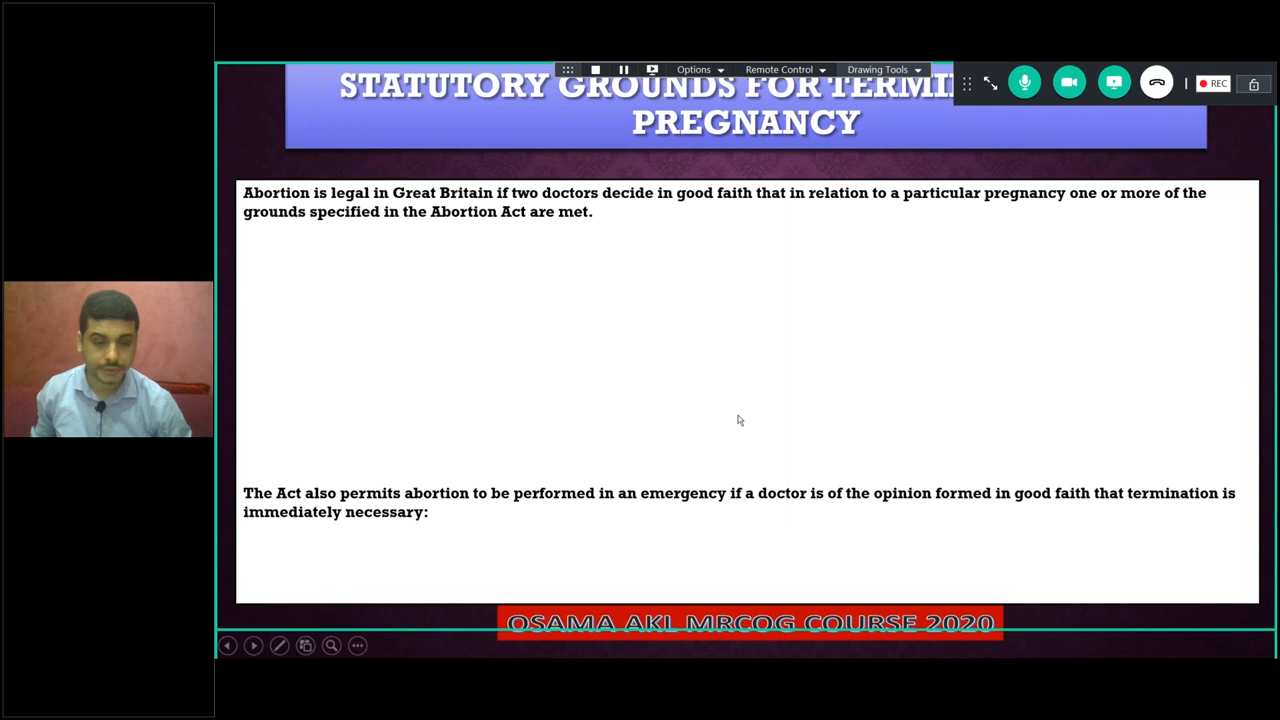 Options
Remote Control
Drawing Tools
REC
STATUTORY GROUNDS FOR
PREGNANCY
Abortion is legal in Great Britain if two doctors decide in good faith that in relation to a particular pregnancy one or more of the
grounds specified in the Abortion Act are met.
The Act also permits abortion to be performed in an emergency if a doctor is of the opinion formed in good faith that termination is
immediately necessary:
OSAMA AKL MRCOG COURSE 2020